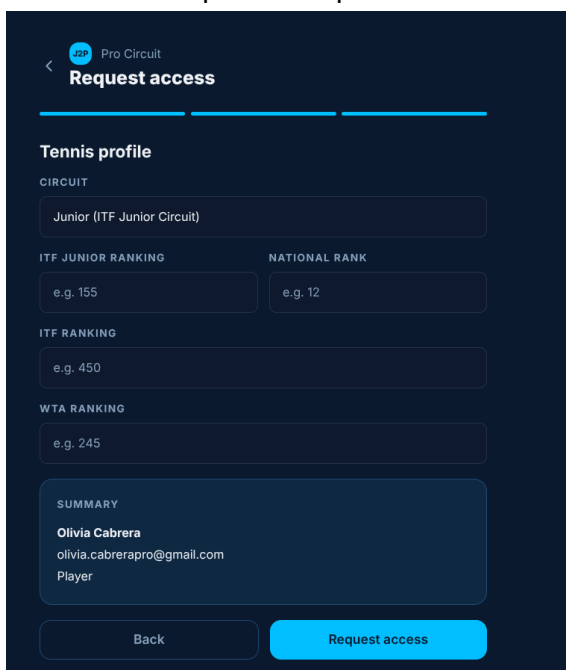 J2P Pro Circuit
Request access
Tennis profile
CIRCUIT
Junior (ITF Junior Circuit)
ITF JUNIOR RANKING NATIONAL RANK
e.g. 155 e.g. 12
ITF RANKING
e.g. 450
WTA RANKING
e.g. 245
SUMMARY
Olivia Cabrera
olivia.cabrerapro@gmail.com
Player
Back Request access